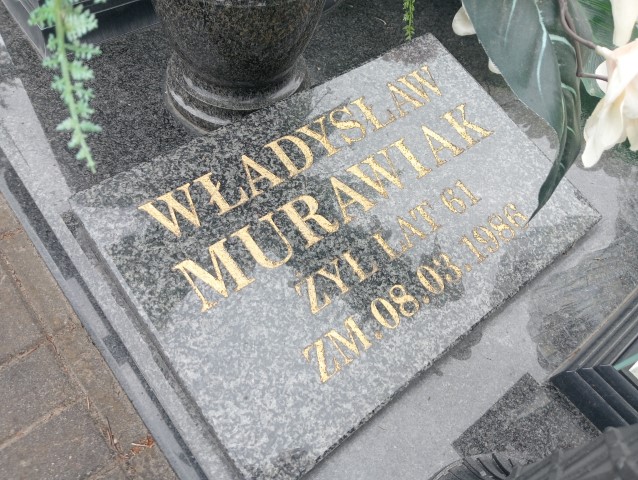 WŁADYSŁAW
MURAWIAK
ŻYŁ LAT 61
ZM.08.03.1986